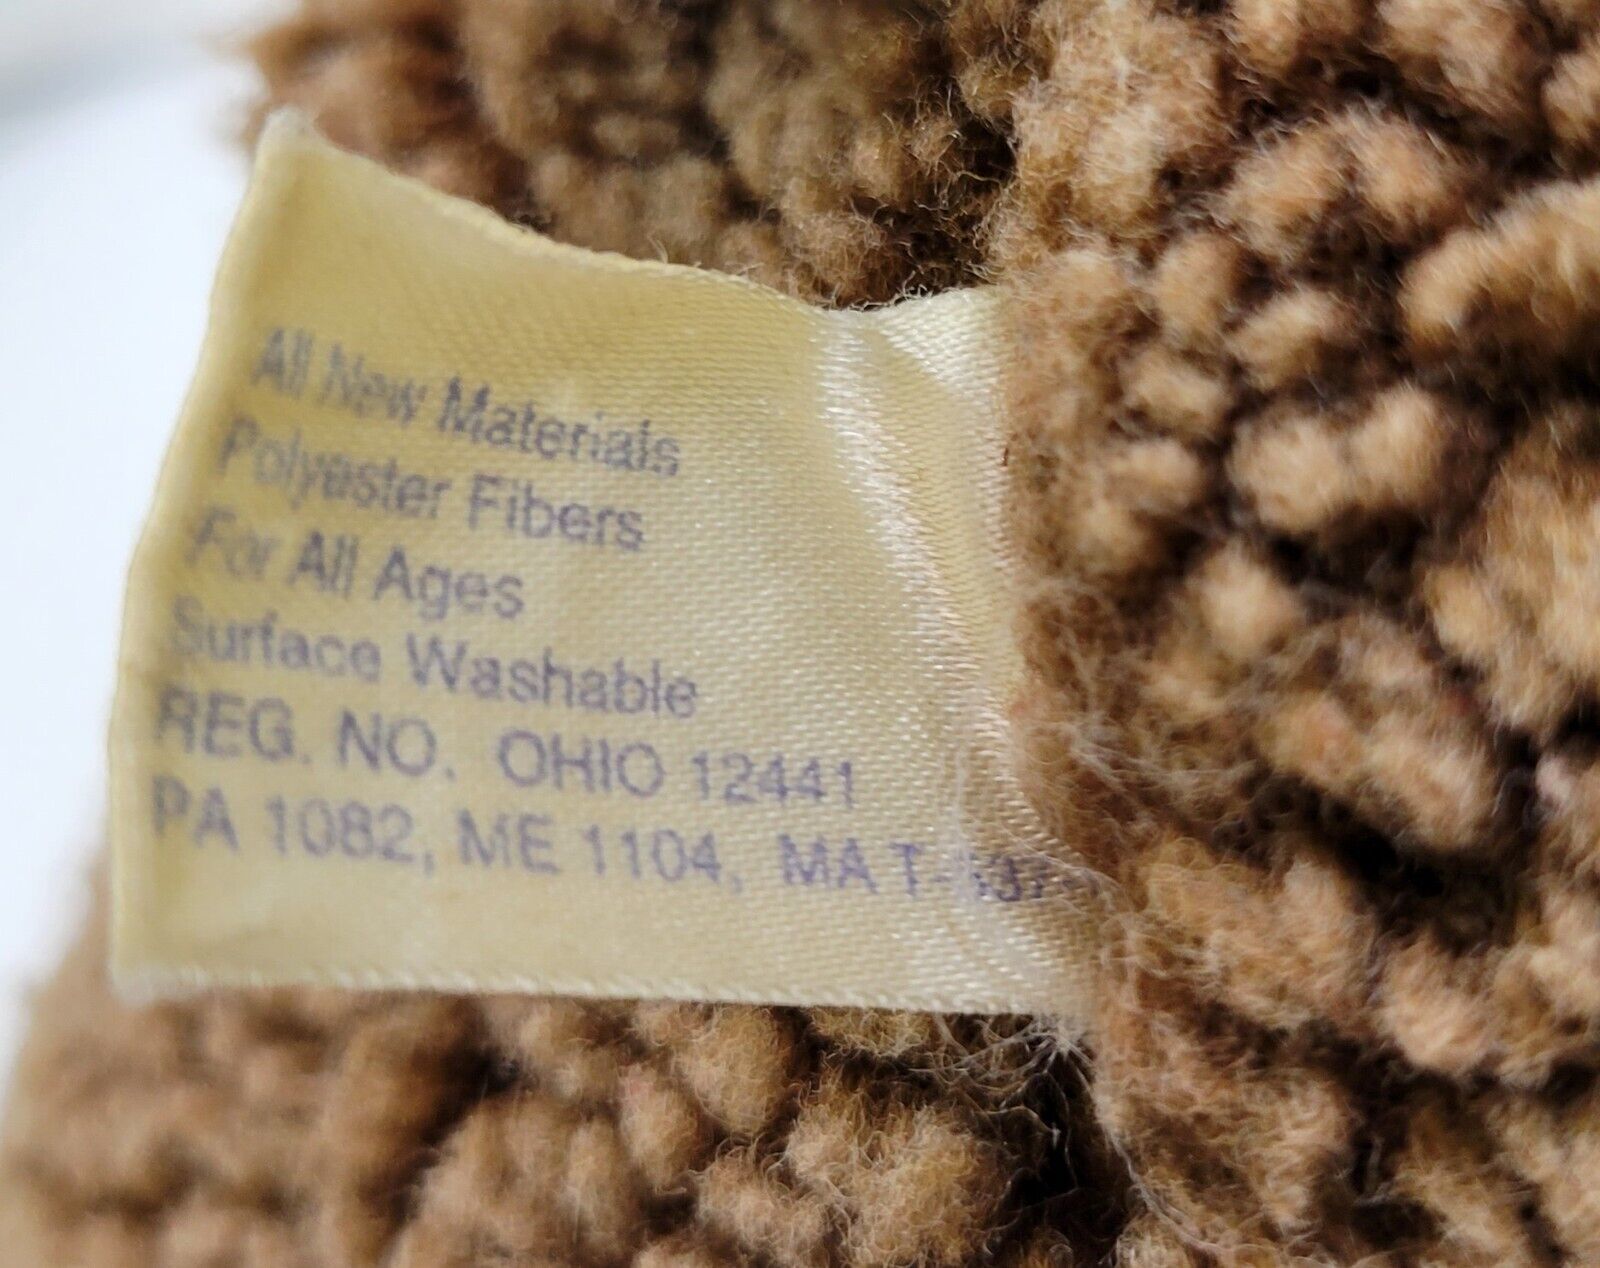 All New Materials
Polyester Fibers
For All Ages
Surface Washable
REG. NO. OHIO 12441
PA 1082, ME 1104, MA T-